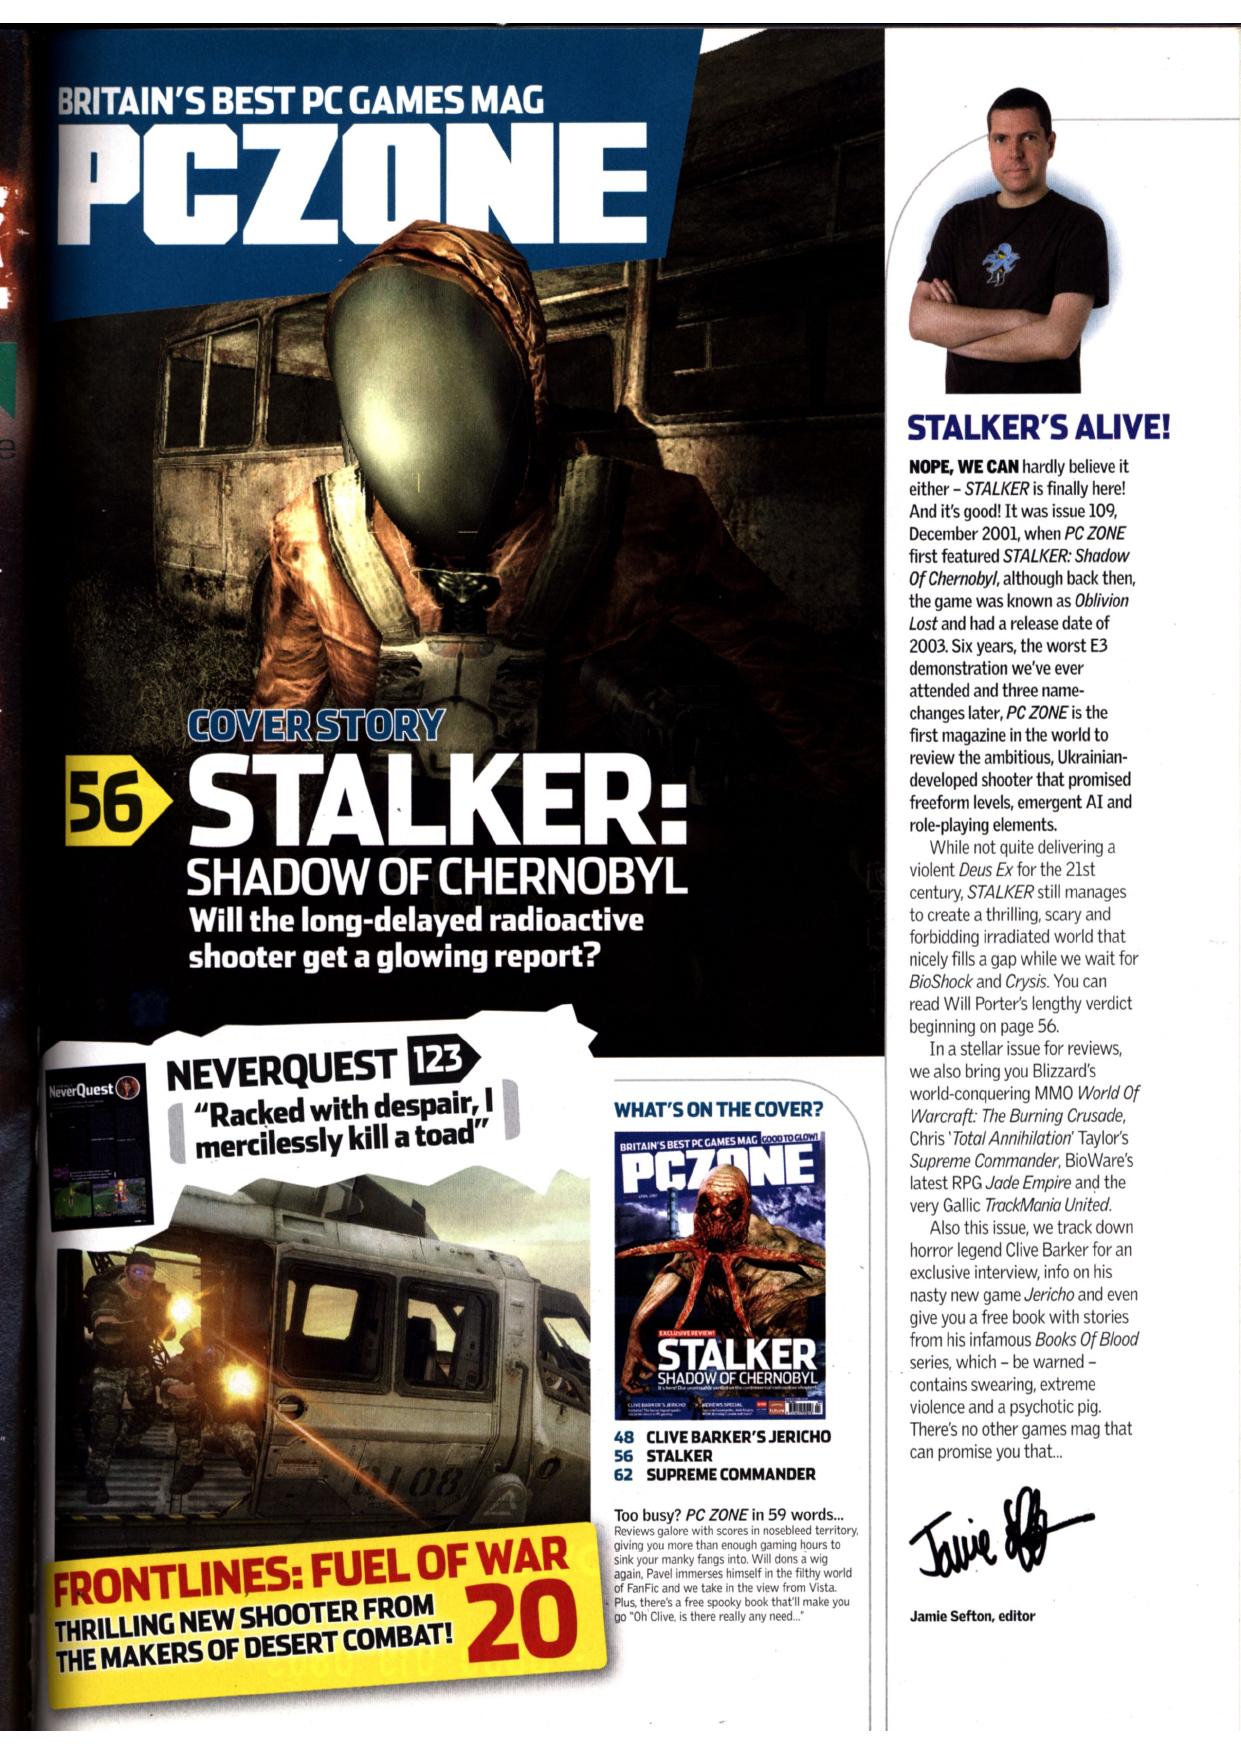 BRITAIN'S BEST PC GAMES MAG
PCZONE
COVER STORY
56
STALKER:
SHADOW OF CHERNOBYL
Will the long-delayed radioactive
shooter get a glowing report?
NeverQuest
NEVERQUEST 123
"Racked with despair, I
mercilessly kill a toad"
FRONTLINES: FUEL OF WAR
THRILLING NEW SHOOTER FROM
THE MAKERS OF DESERT COMBAT!
20
WHAT'S ON THE COVER?
BRITAIN'S BEST PC GAMES MAG GOOD TO GLOW!
PCZONE
EXCLUSIVE REVIEW!
STALKER
SHADOW OF CHERNOBYL
CLIVE BARKER'S JERICHO
REVIEWS SPECIAL
48 CLIVE BARKER'S JERICHO
56 STALKER
62 SUPREME COMMANDER
Too busy? PC ZONE in 59 words...
Reviews galore with scores in nosebleed territory,
giving you more than enough gaming hours to
sink your manky fangs into. Will dons a wig
again, Pavel immerses himself in the filthy world
of FanFic and we take in the view from Vista.
Plus, there's a free spooky book that'll make you
go "Oh Clive, is there really any need..."
STALKER'S ALIVE!
NOPE, WE CAN hardly believe it
either – STALKER is finally here!
And it's good! It was issue 109,
December 2001, when PC ZONE
first featured STALKER: Shadow
Of Chernobyl, although back then,
the game was known as Oblivion
Lost and had a release date of
2003. Six years, the worst E3
demonstration we've ever
attended and three name-
changes later, PC ZONE is the
first magazine in the world to
review the ambitious, Ukrainian-
developed shooter that promised
freeform levels, emergent AI and
role-playing elements.
While not quite delivering a
violent Deus Ex for the 21st
century, STALKER still manages
to create a thrilling, scary and
forbidding irradiated world that
nicely fills a gap while we wait for
BioShock and Crysis. You can
read Will Porter's lengthy verdict
beginning on page 56.
In a stellar issue for reviews,
we also bring you Blizzard's
world-conquering MMO World Of
Warcraft: The Burning Crusade,
Chris 'Total Annihilation' Taylor's
Supreme Commander, BioWare's
latest RPG Jade Empire and the
very Gallic TrackMania United.
Also this issue, we track down
horror legend Clive Barker for an
exclusive interview, info on his
nasty new game Jericho and even
give you a free book with stories
from his infamous Books Of Blood
series, which – be warned –
contains swearing, extreme
violence and a psychotic pig.
There's no other games mag that
can promise you that...
Jamie
Jamie Sefton, editor